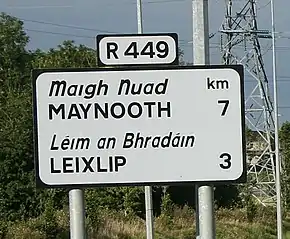 R 449
Maigh Nuad km
MAYNOOTH 7
Léim an Bhradáin
LEIXLIP 3